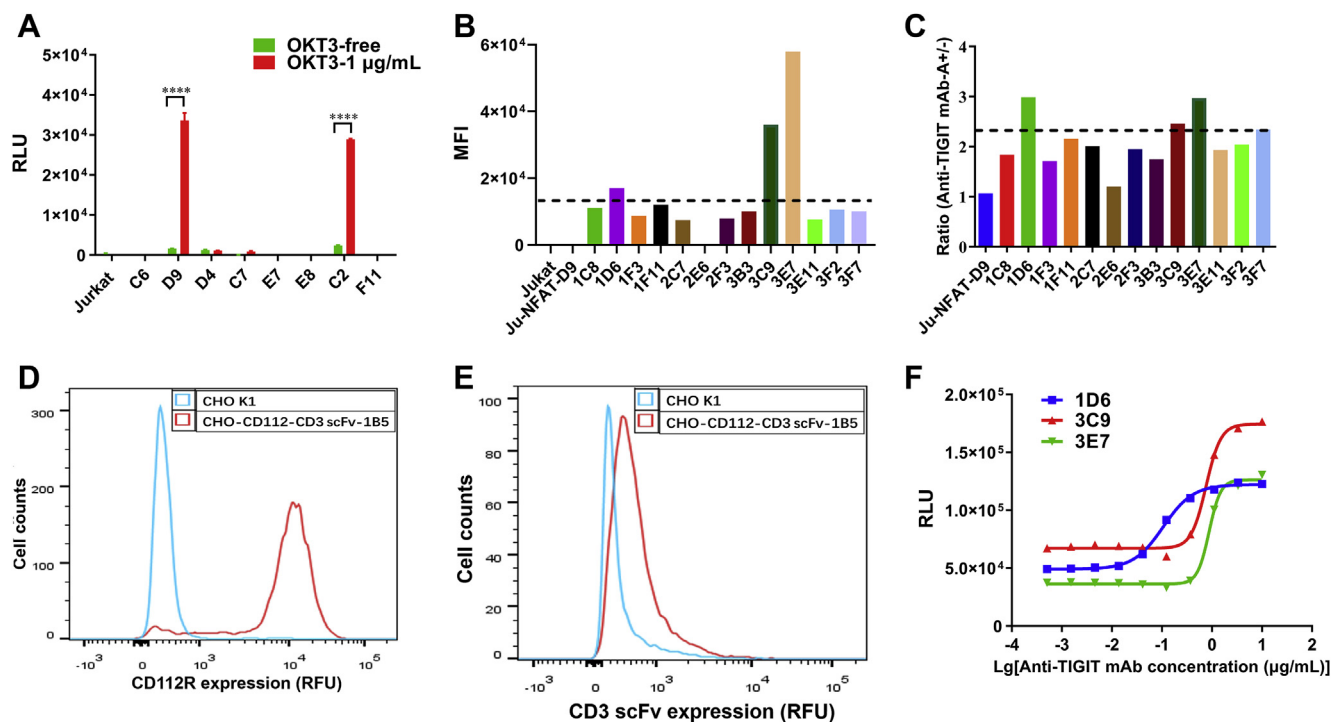 A
OKT3-free
OKT3-1 μg/mL
RLU
5×10⁴
4×10⁴
3×10⁴
2×10⁴
1×10⁴
0
****
****
Jurkat
C6
D9
D4
C7
E7
E8
C2
F11
B
MFI
6×10⁴
4×10⁴
2×10⁴
0
Jukat
Ju-NFAT-D9
1C8
1D6
1F3
1F11
2C7
2E6
2F3
3B3
3C9
3E7
3E11
3F2
3F7
C
Ratio (Anti-TIGIT mAb-A+/-)
4
3
2
1
0
Ju-NFAT-D9
1C8
1D6
1F3
1F11
2C7
2E6
2F3
3B3
3C9
3E7
3E11
3F2
3F7
D
CHO K1
CHO-CD112-CD3 scFv-1B5
Cell counts
300
200
100
0
-10³ 0 10³ 10⁴ 10⁵
CD112R expression (RFU)
E
CHO K1
CHO-CD112-CD3 scFv-1B5
Cell counts
100
80
60
40
20
0
-10³ 0 10³ 10⁴ 10⁵
CD3 scFv expression (RFU)
F
1D6
3C9
3E7
RLU
2.0×10⁵
1.5×10⁵
1.0×10⁵
5.0×10⁴
0
-4 -3 -2 -1 0 1 2
Lg[Anti-TIGIT mAb concentration (μg/mL)]